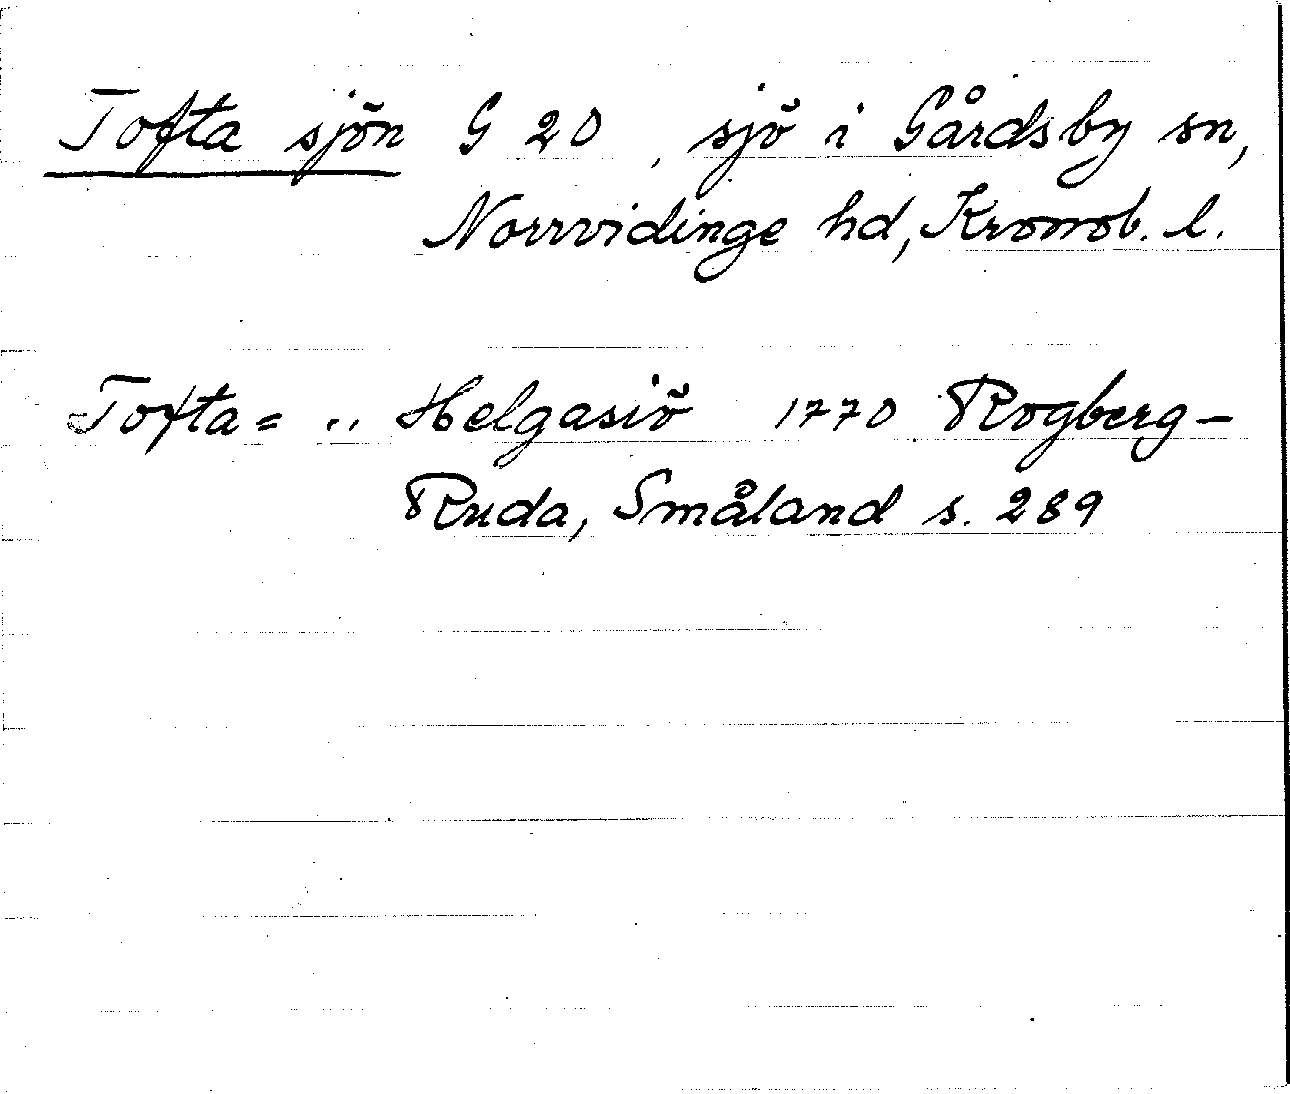 Tofta sjön G 20, sjö i Gårdsby sn,
Norrvidinge hd, Kronob. l.
Tofta= .. Helgasiö 1770 Rogberg-
Ruda, Småland s. 289